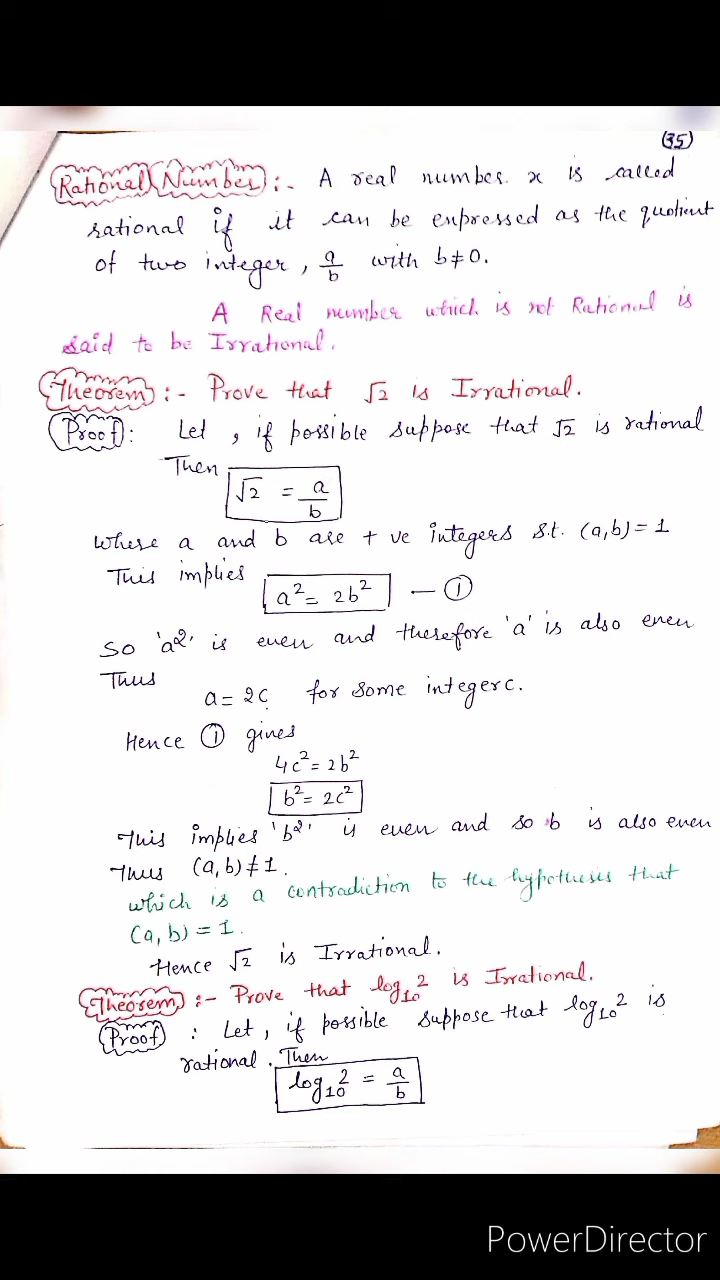 (35)
Rational Number :- A real number x is called
rational if it can be expressed as the quotient
of two integer, a/b with b≠0.
A Real number which is not Rational is
said to be Irrational.
Theorem :- Prove that √2 is Irrational.
Proof : Let, if possible suppose that √2 is rational
Then
√2 = a/b
where a and b are +ve integers s.t. (a,b)=1
This implies a² = 2b² — ①
So 'a²' is even and therefore 'a' is also even
Thus
a = 2c for some integer c.
Hence ① gives
4c² = 2b²
b² = 2c²
This implies 'b²' is even and so b is also even
Thus (a,b)≠1.
which is a contradiction to the hypothesis that
(a,b) = 1.
Hence √2 is Irrational.
Theorem :- Prove that log₁₀2 is Irrational.
Proof : Let, if possible suppose that log₁₀2 is
rational. Then
log₁₀2 = a/b
PowerDirector